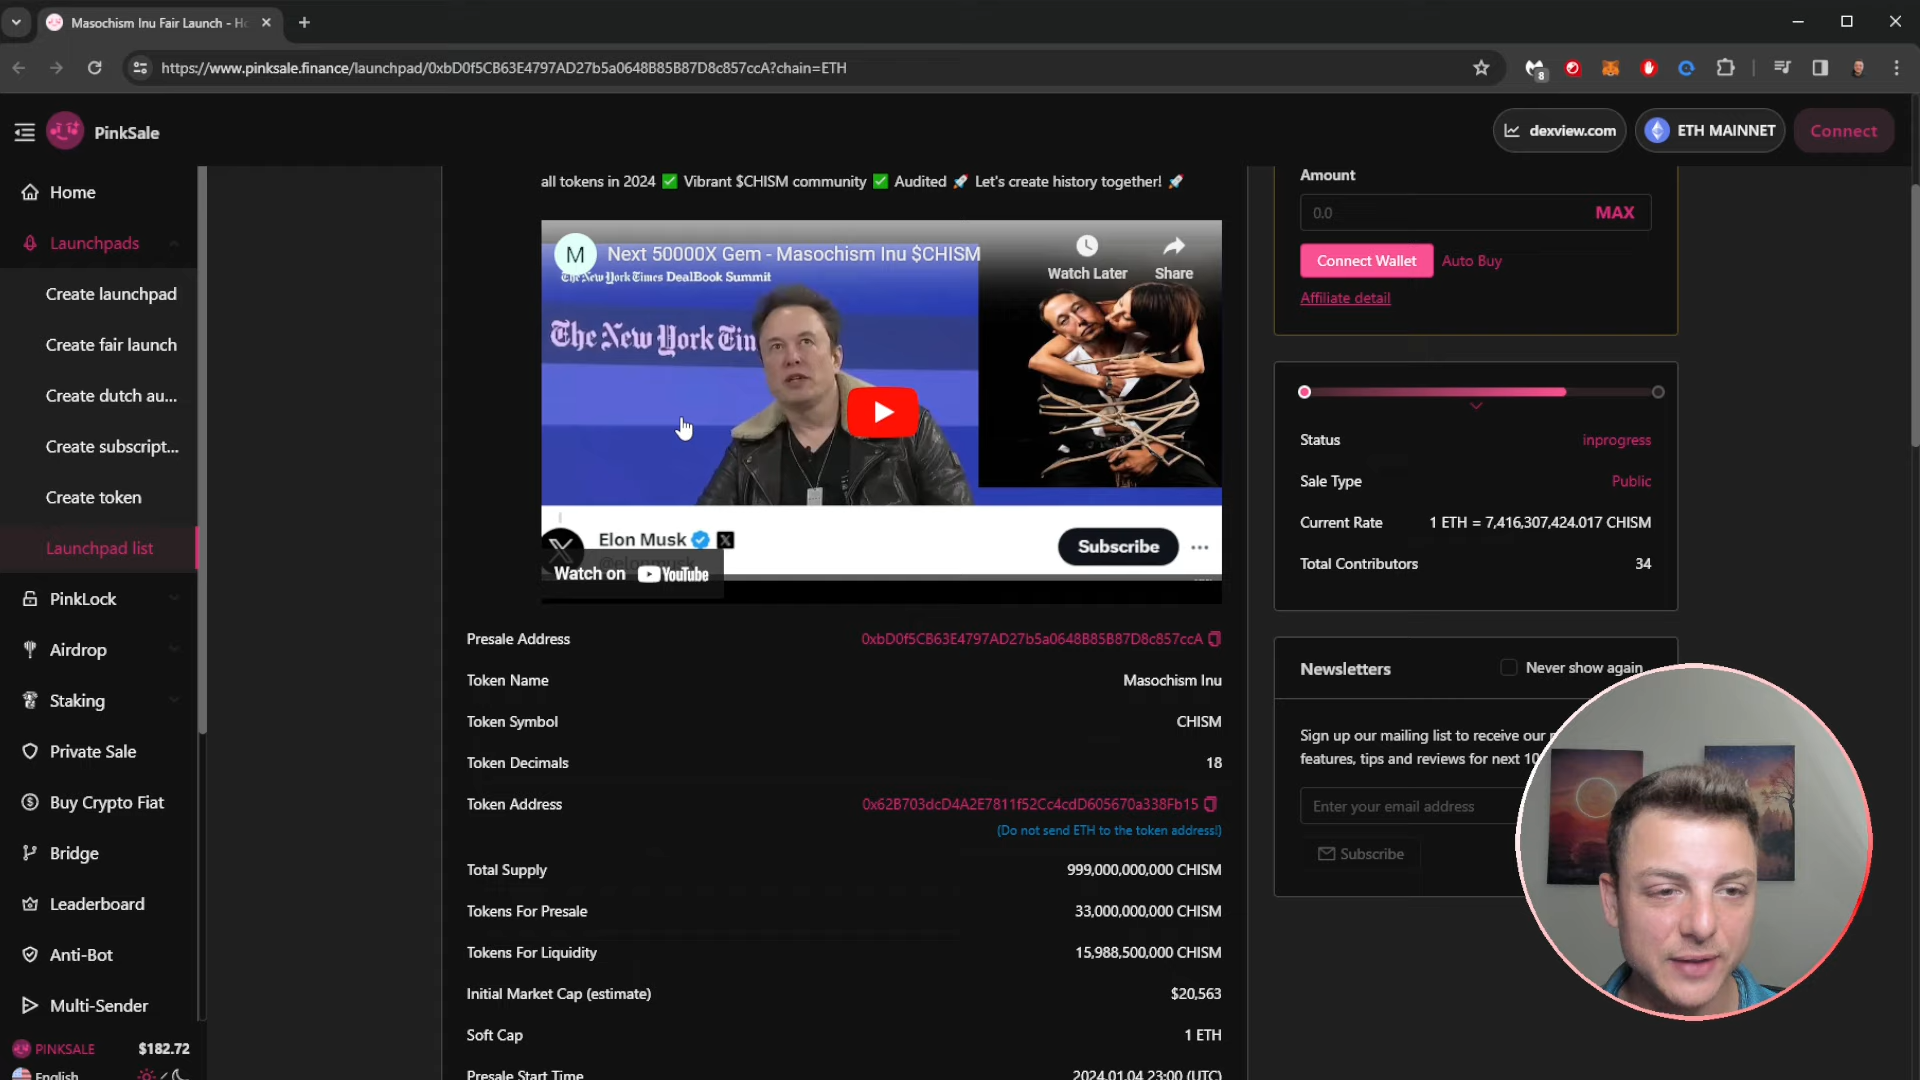 Masochism Inu Fair Launch - Ho
https://www.pinksale.finance/launchpad/0xbD0f5CB63E4797AD27b5a0648B85B87D8c857ccA?chain=ETH
8
PinkSale
dexview.com
ETH MAINNET
Connect
Home
Launchpads
Create launchpad
Create fair launch
Create dutch au...
Create subscript...
Create token
Launchpad list
PinkLock
Airdrop
Staking
Private Sale
Buy Crypto Fiat
Bridge
Leaderboard
Anti-Bot
Multi-Sender
PINKSALE $182.72
English
all tokens in 2024 ✅ Vibrant $CHISM community ✅ Audited 🚀 Let's create history together! 🚀
M
Next 50000X Gem - Masochism Inu $CHISM
Watch Later
Share
The New York Times DealBook Summit
The New York Tim
Elon Musk
X
Subscribe
Watch on YouTube
Presale Address 0xbD0f5CB63E4797AD27b5a0648B85B87D8c857ccA
Token Name Masochism Inu
Token Symbol CHISM
Token Decimals 18
Token Address 0x62B703dcD4A2E7811f52Cc4cdD605670a338Fb15
(Do not send ETH to the token address!)
Total Supply 999,000,000,000 CHISM
Tokens For Presale 33,000,000,000 CHISM
Tokens For Liquidity 15,988,500,000 CHISM
Initial Market Cap (estimate) $20,563
Soft Cap 1 ETH
Presale Start Time 2024.01.04 23:00 (UTC)
Amount
0.0 MAX
Connect Wallet
Auto Buy
Affiliate detail
Status inprogress
Sale Type Public
Current Rate 1 ETH = 7,416,307,424.017 CHISM
Total Contributors 34
Newsletters
Never show again
Sign up our mailing list to receive our
features, tips and reviews for next 10
Enter your email address
Subscribe